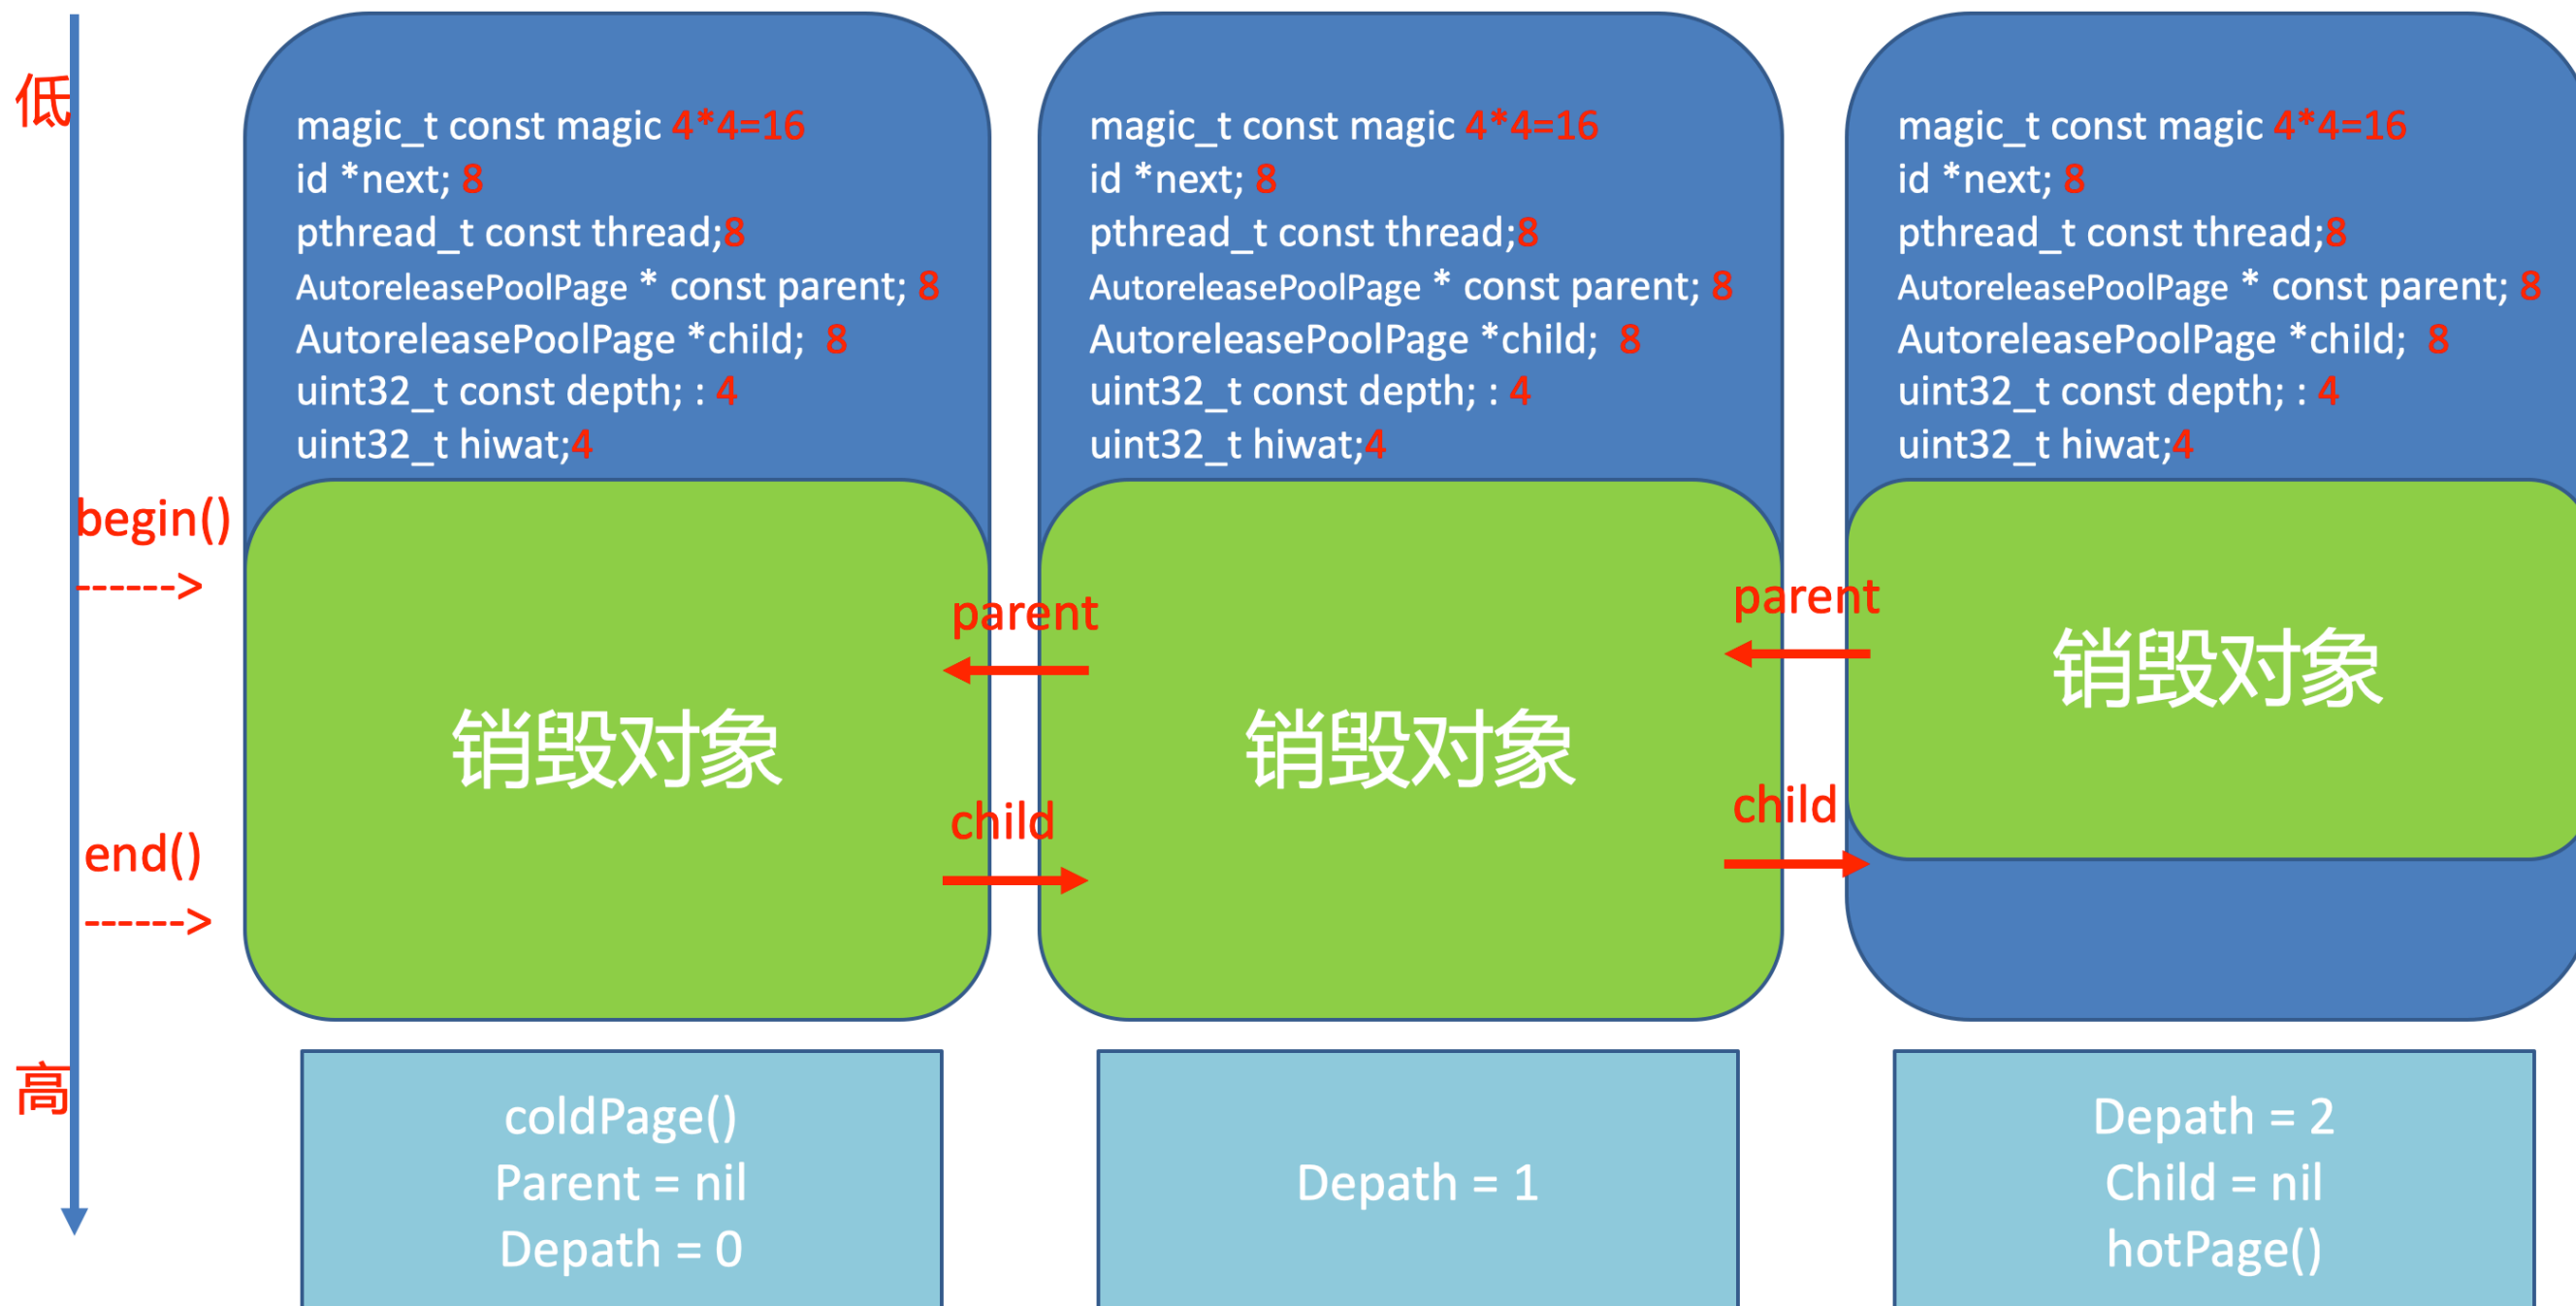 低
高
begin()
------>
end()
------>
magic_t const magic 4*4=16
id *next; 8
pthread_t const thread;8
AutoreleasePoolPage * const parent; 8
AutoreleasePoolPage *child; 8
uint32_t const depth; : 4
uint32_t hiwat;4
销毁对象
coldPage()
Parent = nil
Depath = 0
parent
child
magic_t const magic 4*4=16
id *next; 8
pthread_t const thread;8
AutoreleasePoolPage * const parent; 8
AutoreleasePoolPage *child; 8
uint32_t const depth; : 4
uint32_t hiwat;4
销毁对象
Depath = 1
parent
child
magic_t const magic 4*4=16
id *next; 8
pthread_t const thread;8
AutoreleasePoolPage * const parent; 8
AutoreleasePoolPage *child; 8
uint32_t const depth; : 4
uint32_t hiwat;4
销毁对象
Depath = 2
Child = nil
hotPage()